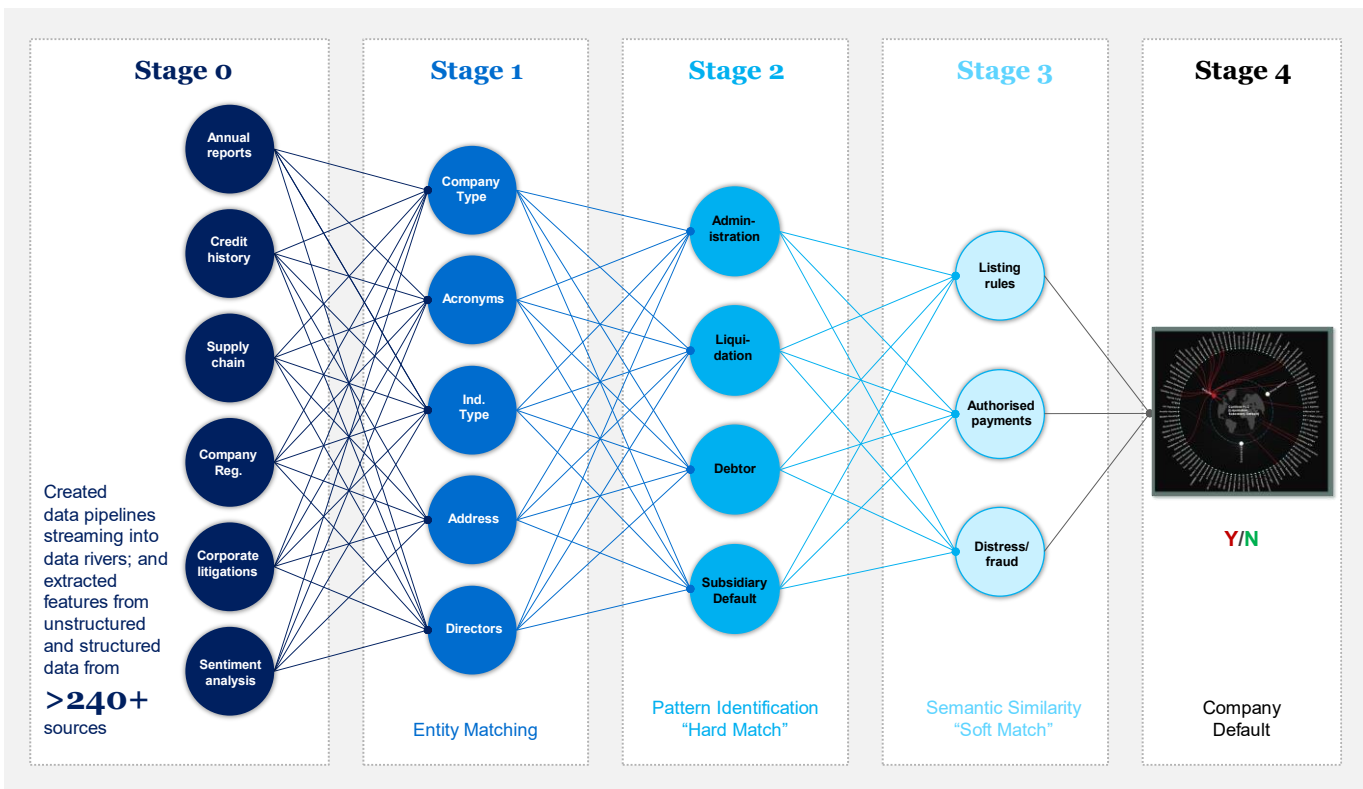 Stage 0
Annual
reports
Credit
history
Supply
chain
Company
Reg.
Corporate
litigations
Sentiment
analysis
Created
data pipelines
streaming into
data rivers; and
extracted
features from
unstructured
and structured
data from
>240+
sources
Stage 1
Company
Type
Acronyms
Ind.
Type
Address
Directors
Entity Matching
Stage 2
Admin-
istration
Liqui-
dation
Debtor
Subsidiary
Default
Pattern Identification
“Hard Match”
Stage 3
Listing
rules
Authorised
payments
Distress/
fraud
Semantic Similarity
“Soft Match”
Stage 4
Y/N
Company
Default